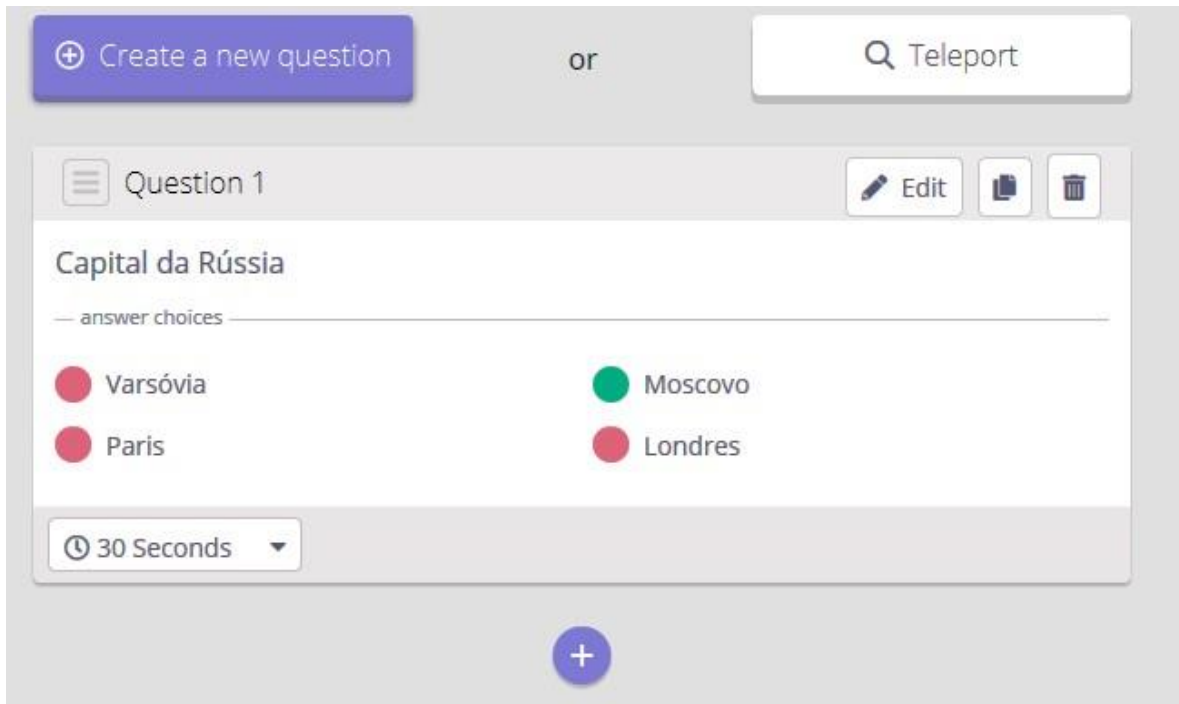 Create a new question or Teleport
Question 1 Edit
Capital da Rússia
answer choices
Varsóvia Moscovo
Paris Londres
30 Seconds